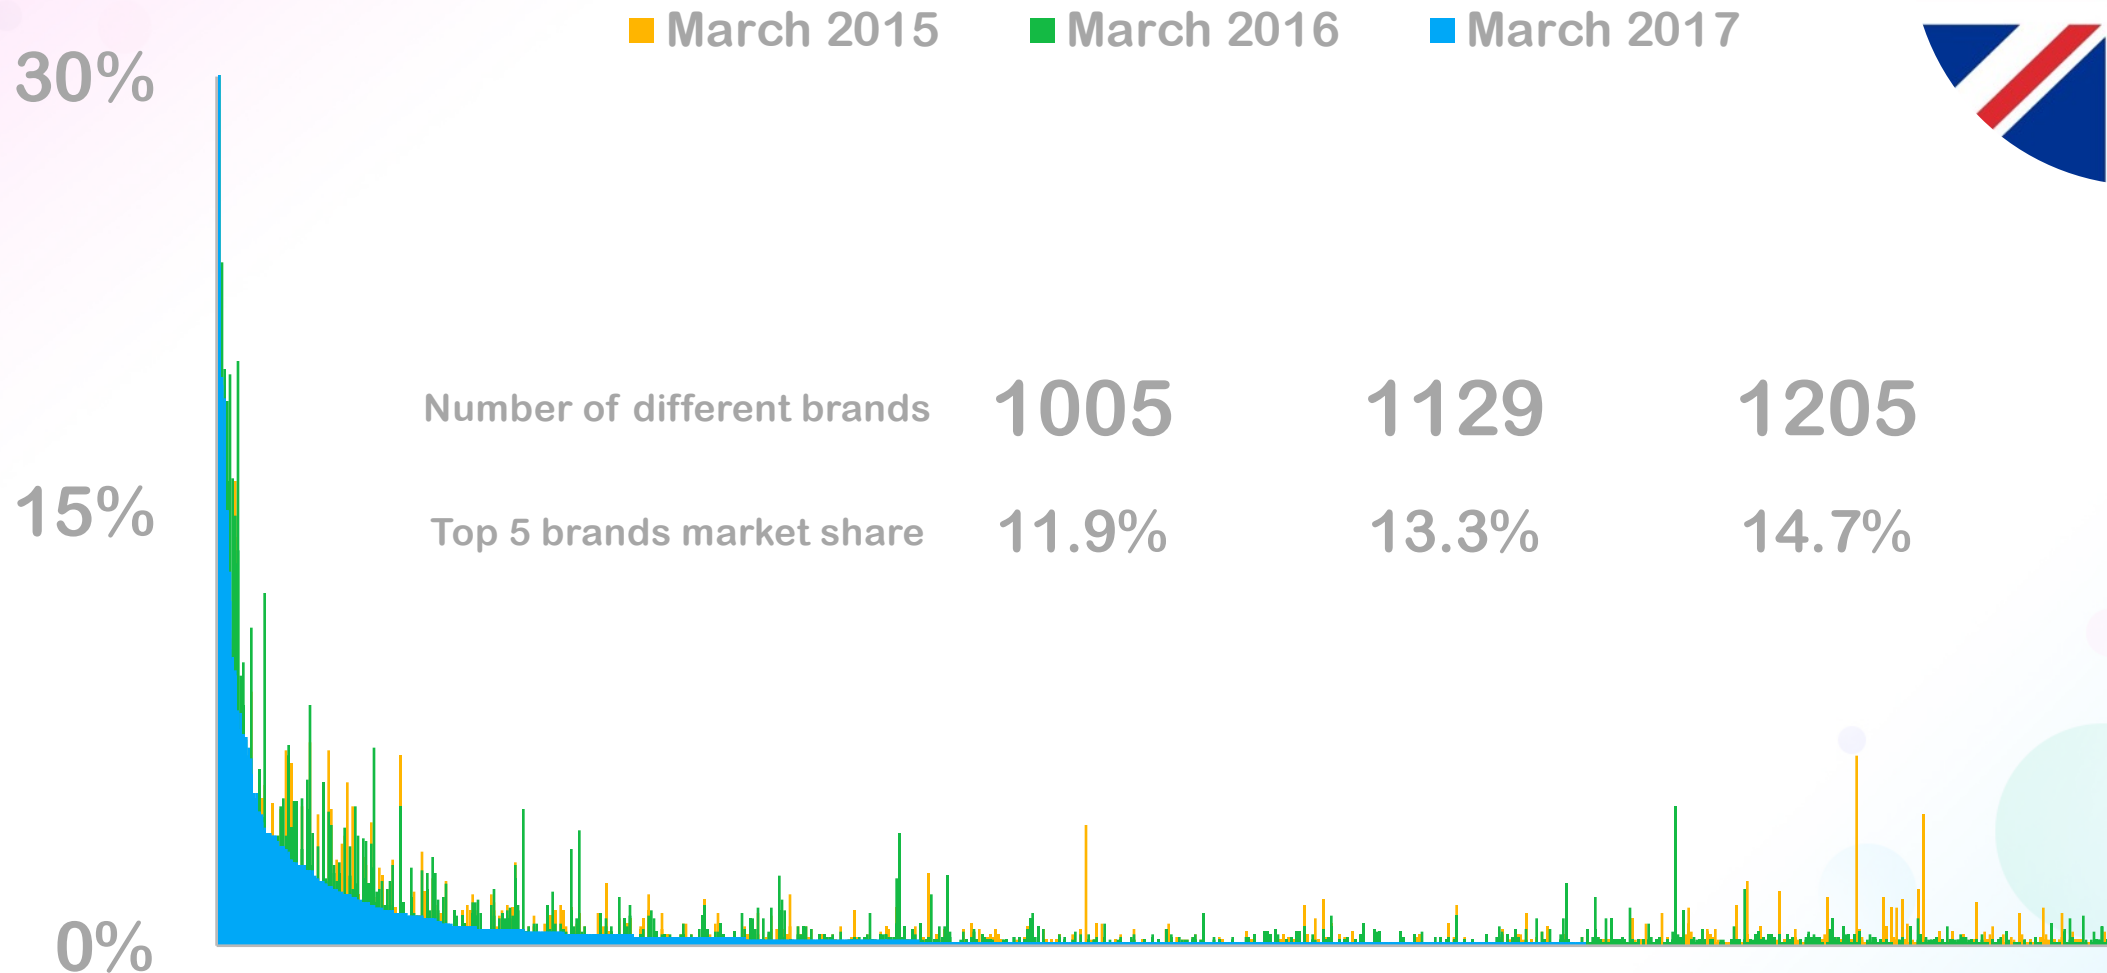 March 2015 March 2016 March 2017
30%
Number of different brands 1005 1129 1205
15%
Top 5 brands market share 11.9% 13.3% 14.7%
0%